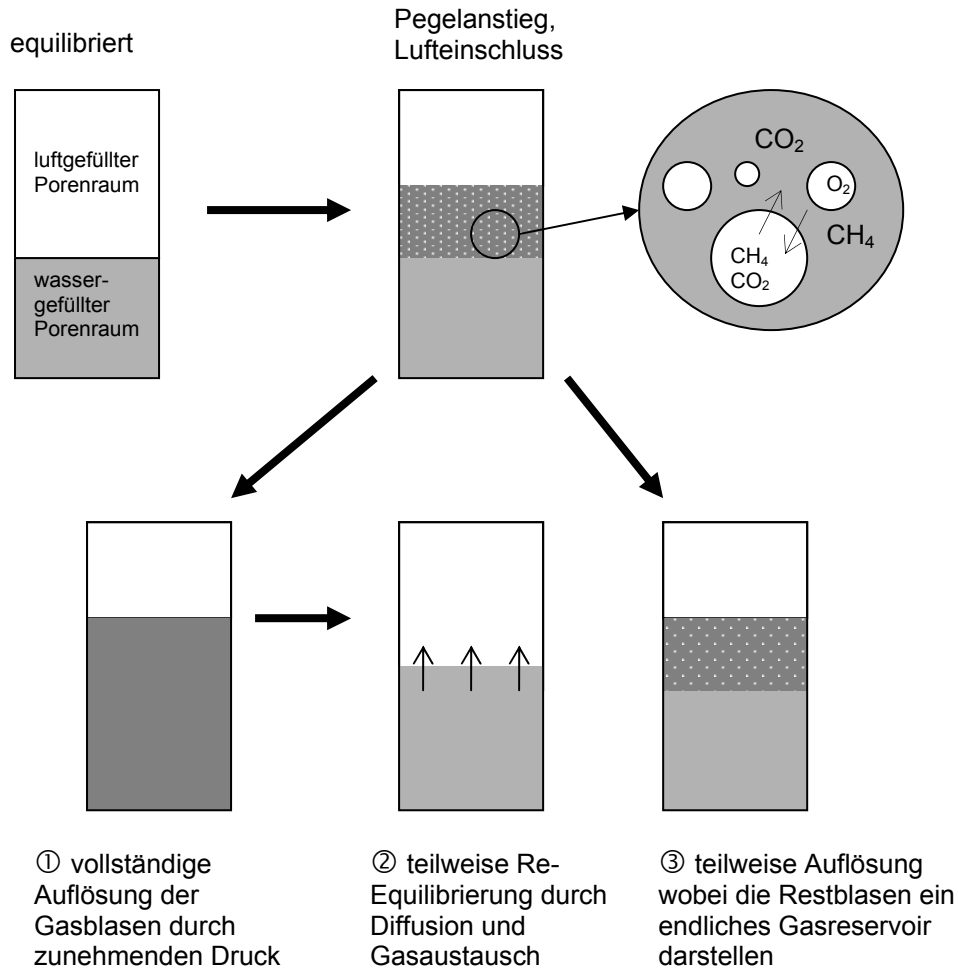 equilibriert
Pegelanstieg,
Lufteinschluss
luftgefüllter
Porenraum
wasser-
gefüllter
Porenraum
CO₂
O₂
CH₄
CH₄
CO₂
① vollständige
Auflösung der
Gasblasen durch
zunehmenden Druck
② teilweise Re-
Equilibrierung durch
Diffusion und
Gasaustausch
③ teilweise Auflösung
wobei die Restblasen ein
endliches Gasreservoir
darstellen